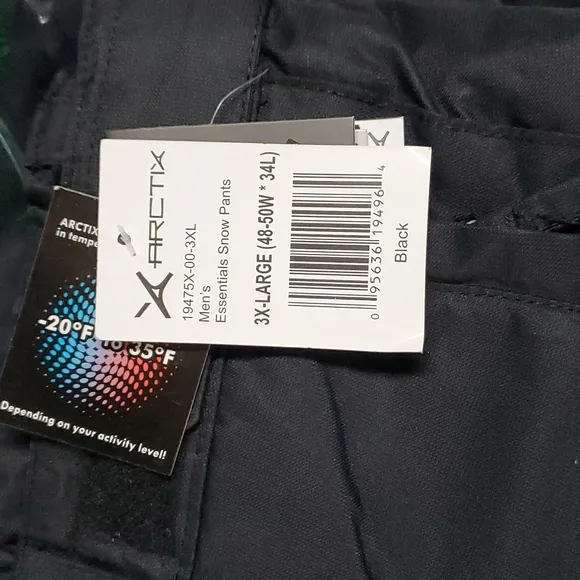 ARCTIX
19475X-00-3XL
Men's
Essentials Snow Pants
3X-LARGE (48-50W * 34L)
0 95636 19496 4
Black
ARCTIX
in tempe
-20°F
to 35°F
Depending on your activity level!